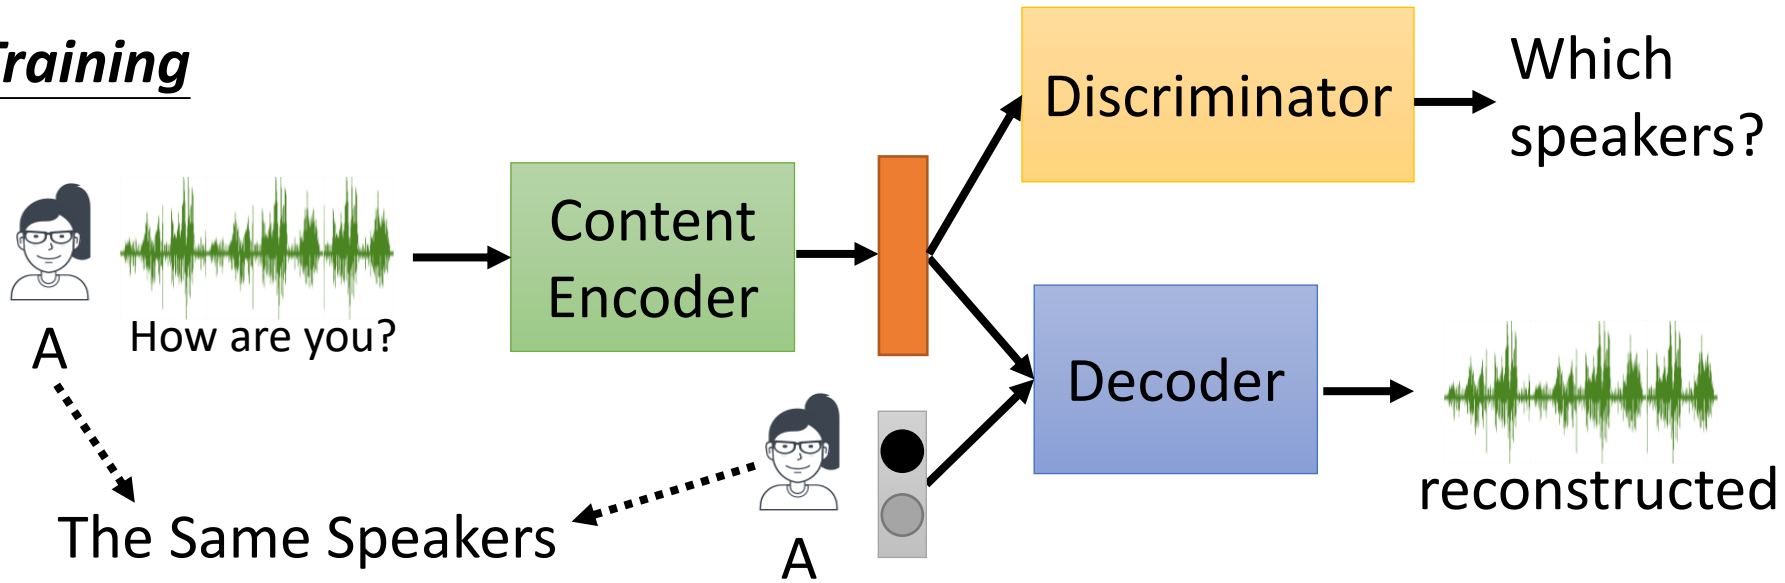 Training
Discriminator
Which
speakers?
Content
Encoder
How are you?
A
Decoder
reconstructed
The Same Speakers
A